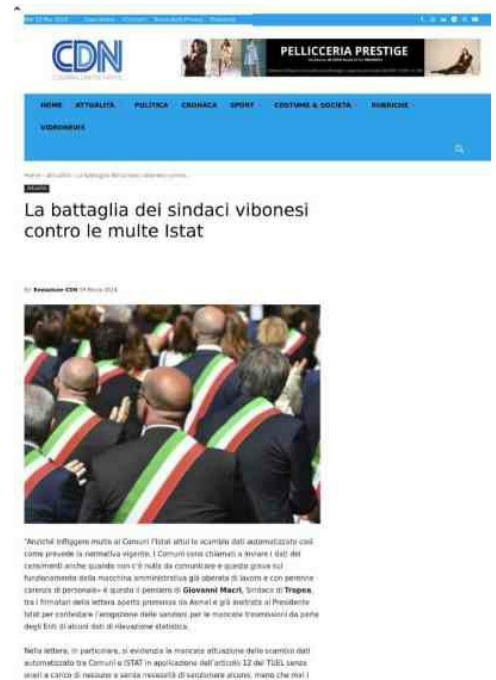 CDN
PELLICCERIA PRESTIGE
HOME ATTUALITÀ POLITICA CRONACA SPORT COSTUME & SOCIETÀ RUBRICHE
VIDEONEWS
La battaglia dei sindaci vibonesi
contro le multe Istat
Redazione CDN
"Anziché infliggere multe ai Comuni l'Istat attui lo scambio dati automatizzato così
come prevede la normativa vigente. I Comuni sono chiamati a inviare i dati dei
censimenti anche quando non c'è nulla da comunicare e questo grava sul
funzionamento della macchina amministrativa già oberata di lavoro e con perenne
carenza di personale» è questo il pensiero di Giovanni Macrì, Sindaco di Tropea,
tra i firmatari della lettera aperta promossa da Asmel e già inoltrata al Presidente
Istat per contestare l'erogazione delle sanzioni per le mancate trasmissioni da parte
degli Enti di alcuni dati di rilevazione statistica.
Nella lettera, in particolare, si evidenzia la mancata attuazione dello scambio dati
automatizzato tra Comuni e ISTAT in applicazione dell'articolo 12 del TUEL senza
oneri a carico di nessuno e senza necessità di sanzionare alcuno, meno che mai i